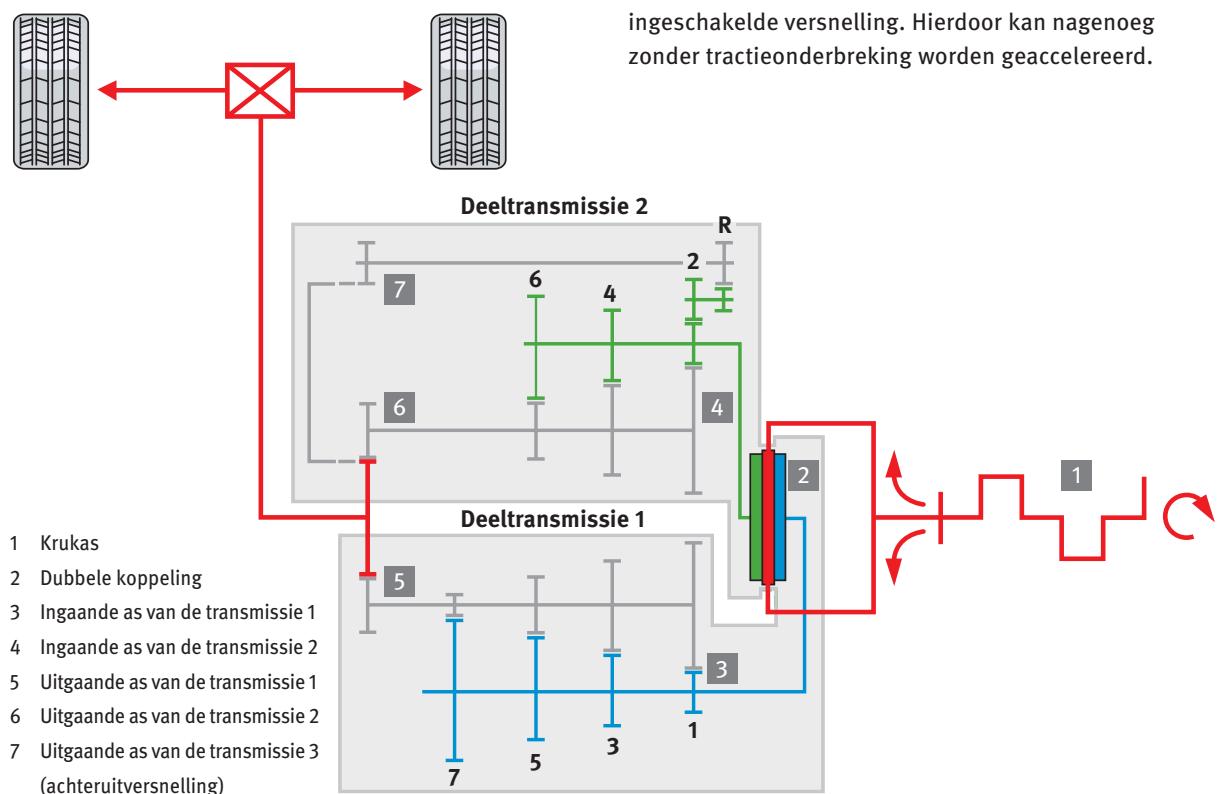 ingeschakelde versnelling. Hierdoor kan nagenoeg
zonder tractieonderbreking worden geaccelereerd.
Deeltransmissie 2
R
2
6
4
7
6
4
2
1
Deeltransmissie 1
5
3
1
3
5
7
1 Krukas
2 Dubbele koppeling
3 Ingaande as van de transmissie 1
4 Ingaande as van de transmissie 2
5 Uitgaande as van de transmissie 1
6 Uitgaande as van de transmissie 2
7 Uitgaande as van de transmissie 3
(achteruitversnelling)